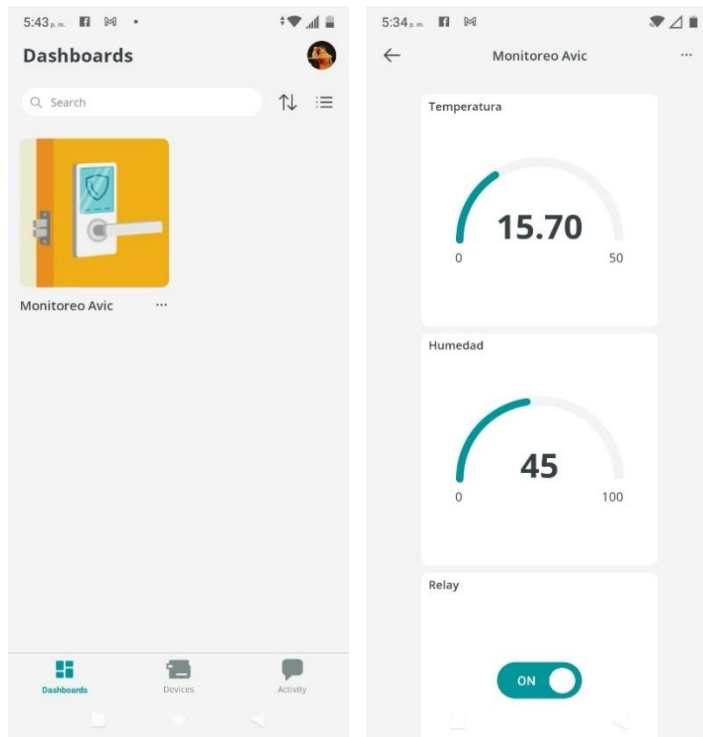 5:43 p. m.
Dashboards
Search
Monitoreo Avic ...
Dashboards
Devices
Activity
5:34 p. m.
Monitoreo Avic ...
Temperatura
15.70
0 50
Humedad
45
0 100
Relay
ON